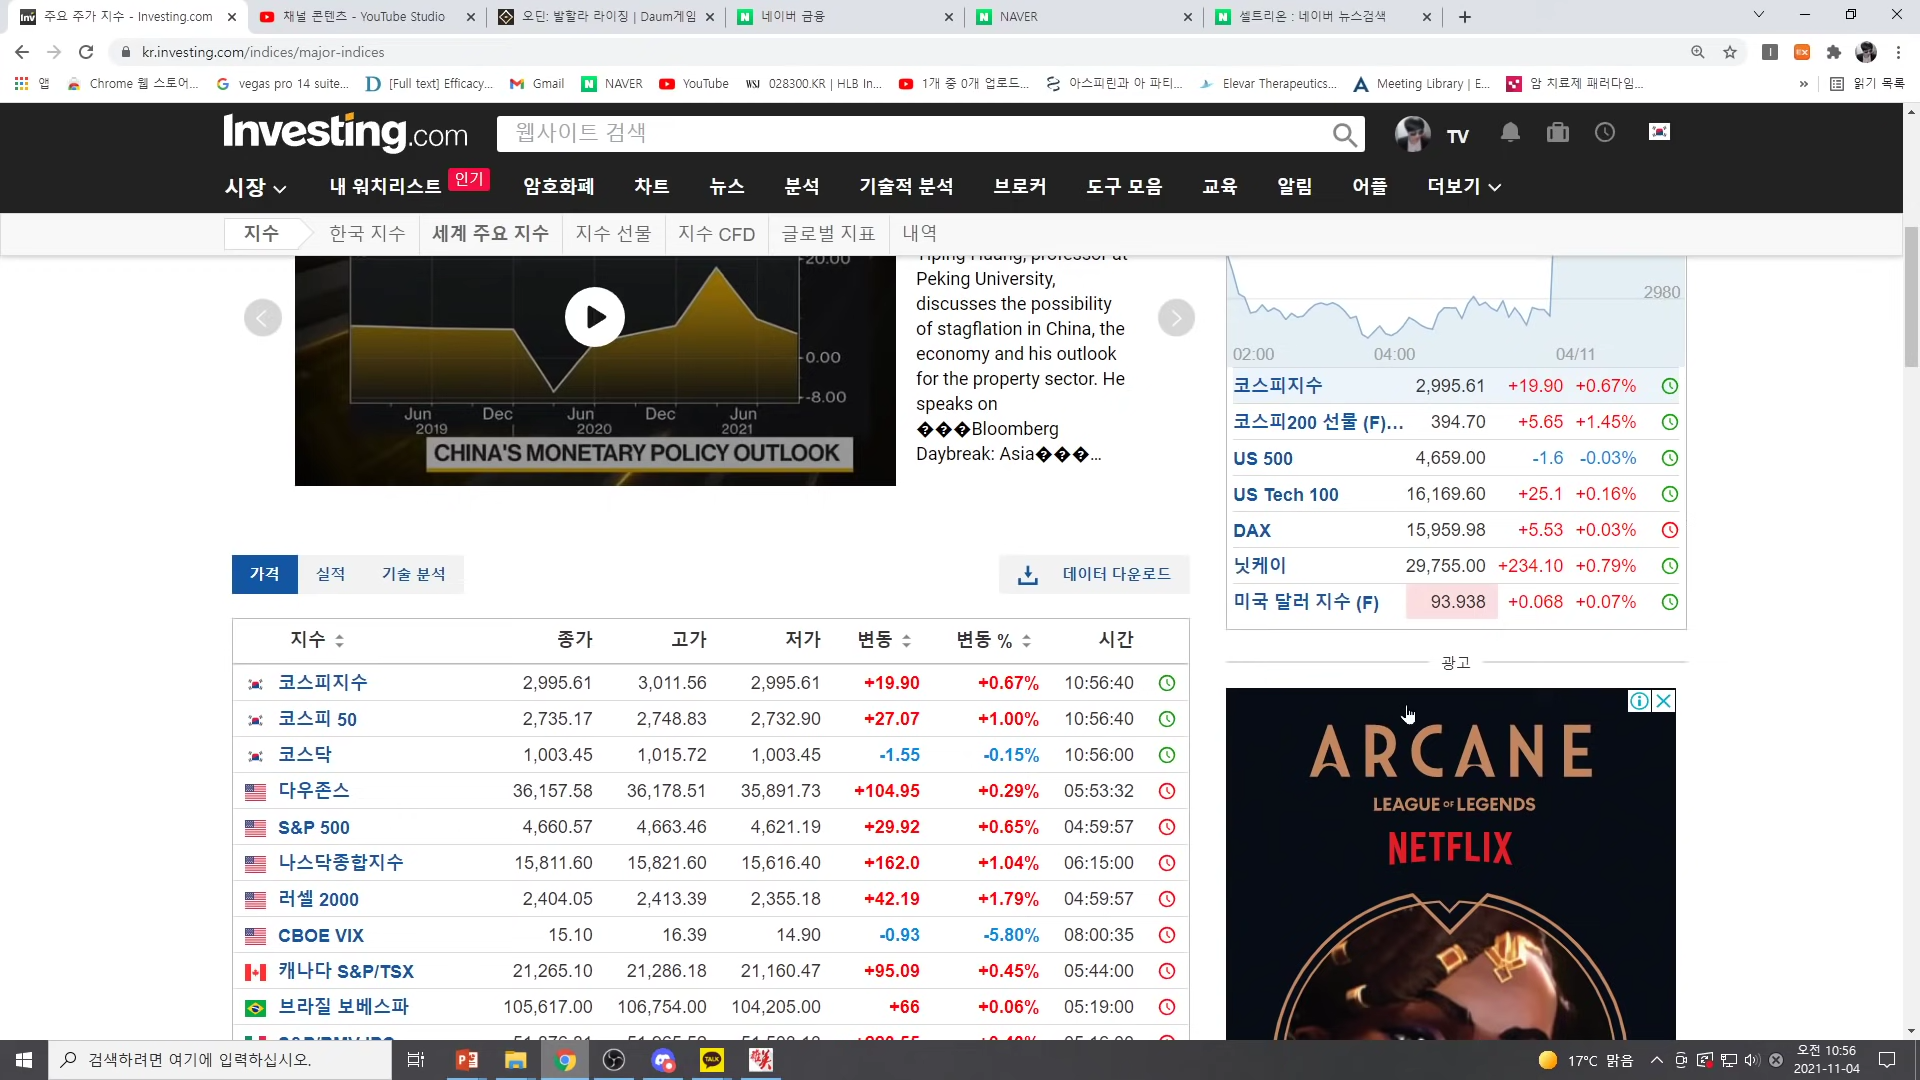 주요 주가 지수 - Investing.com
채널 콘텐츠 - YouTube Studio
오딘: 발할라 라이징 | Daum게임
네이버 금융
NAVER
셀트리온 : 네이버 뉴스검색
kr.investing.com/indices/major-indices
앱
Chrome 웹 스토어...
vegas pro 14 suite...
[Full text] Efficacy...
Gmail
NAVER
YouTube
WSJ 028300.KR | HLB In...
1개 중 0개 업로드...
아스피린과 아 파티...
Elevar Therapeutics...
Meeting Library | E...
암 치료제 패러다임...
»
읽기 목록
Investing.com
웹사이트 검색
TV
시장
내 워치리스트 인기
암호화폐
차트
뉴스
분석
기술적 분석
브로커
도구 모음
교육
알림
어플
더보기
지수
한국 지수
세계 주요 지수
지수 선물
지수 CFD
글로벌 지표
내역
20.00
0.00
-8.00
Jun Dec Jun Dec Jun
2019 2020 2021
CHINA'S MONETARY POLICY OUTLOOK
Yiping Huang, professor at
Peking University,
discusses the possibility
of stagflation in China, the
economy and his outlook
for the property sector. He
speaks on
���Bloomberg
Daybreak: Asia���...
2980
02:00 04:00 04/11
코스피지수 2,995.61 +19.90 +0.67%
코스피200 선물 (F)... 394.70 +5.65 +1.45%
US 500 4,659.00 -1.6 -0.03%
US Tech 100 16,169.60 +25.1 +0.16%
DAX 15,959.98 +5.53 +0.03%
닛케이 29,755.00 +234.10 +0.79%
미국 달러 지수 (F) 93.938 +0.068 +0.07%
가격
실적
기술 분석
데이터 다운로드
지수 종가 고가 저가 변동 변동 % 시간
코스피지수 2,995.61 3,011.56 2,995.61 +19.90 +0.67% 10:56:40
코스피 50 2,735.17 2,748.83 2,732.90 +27.07 +1.00% 10:56:40
코스닥 1,003.45 1,015.72 1,003.45 -1.55 -0.15% 10:56:00
다우존스 36,157.58 36,178.51 35,891.73 +104.95 +0.29% 05:53:32
S&P 500 4,660.57 4,663.46 4,621.19 +29.92 +0.65% 04:59:57
나스닥종합지수 15,811.60 15,821.60 15,616.40 +162.0 +1.04% 06:15:00
러셀 2000 2,404.05 2,413.39 2,355.18 +42.19 +1.79% 04:59:57
CBOE VIX 15.10 16.39 14.90 -0.93 -5.80% 08:00:35
캐나다 S&P/TSX 21,265.10 21,286.18 21,160.47 +95.09 +0.45% 05:44:00
브라질 보베스파 105,617.00 106,754.00 104,205.00 +66 +0.06% 05:19:00
광고
ARCANE
LEAGUE OF LEGENDS
NETFLIX
검색하려면 여기에 입력하십시오.
TALK
17°C 맑음
오전 10:56
2021-11-04